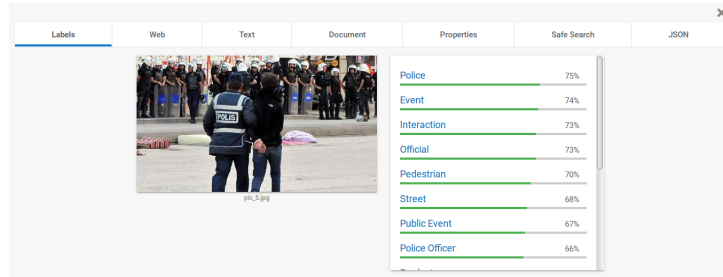 Labels Web Text Document Properties Safe Search JSON
POLIS
pic_5.jpg
Police 75%
Event 74%
Interaction 73%
Official 73%
Pedestrian 70%
Street 68%
Public Event 67%
Police Officer 66%